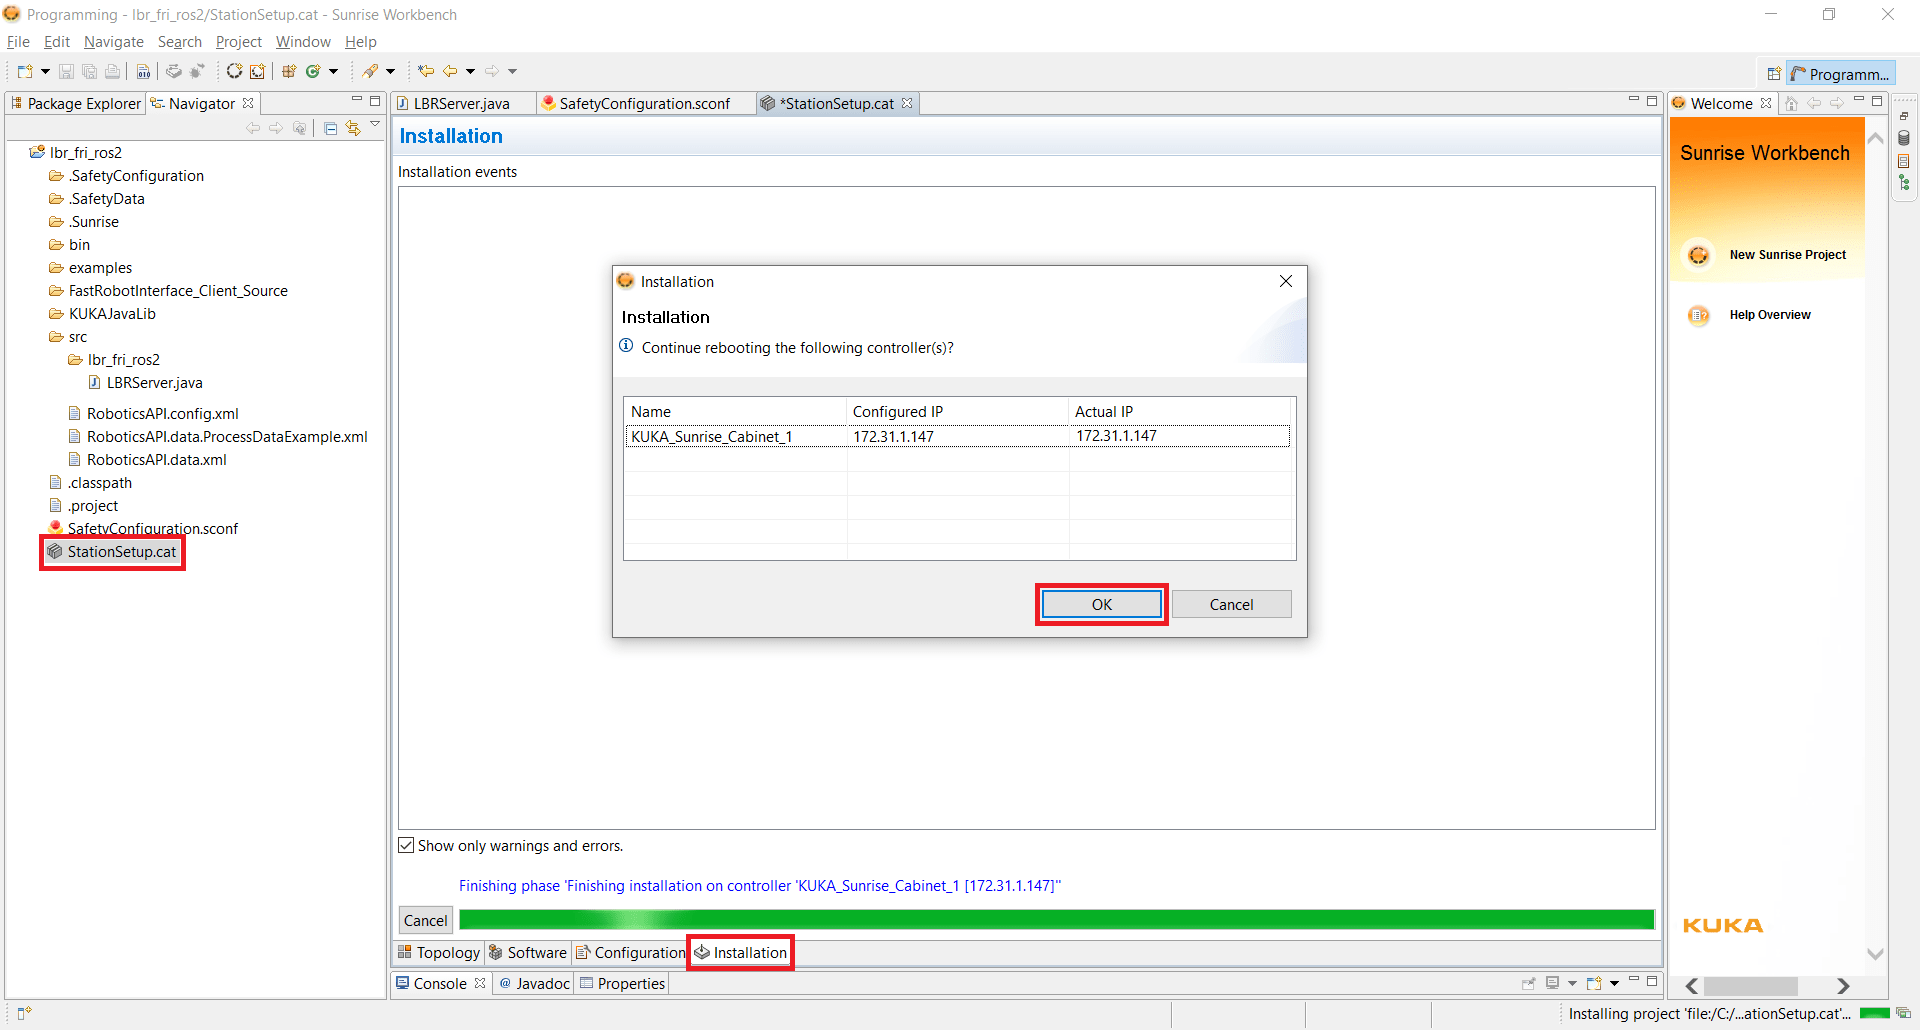 Programming - lbr_fri_ros2/StationSetup.cat - Sunrise Workbench
File Edit Navigate Search Project Window Help
Programm...
Package Explorer Navigator
lbr_fri_ros2
.SafetyConfiguration
.SafetyData
.Sunrise
bin
examples
FastRobotInterface_Client_Source
KUKAJavaLib
src
lbr_fri_ros2
LBRServer.java
RoboticsAPI.config.xml
RoboticsAPI.data.ProcessDataExample.xml
RoboticsAPI.data.xml
.classpath
.project
SafetyConfiguration.sconf
StationSetup.cat
LBRServer.java SafetyConfiguration.sconf *StationSetup.cat
Installation
Installation events
Installation
Installation
Continue rebooting the following controller(s)?
Name Configured IP Actual IP
KUKA_Sunrise_Cabinet_1 172.31.1.147 172.31.1.147
OK Cancel
Show only warnings and errors.
Finishing phase 'Finishing installation on controller 'KUKA_Sunrise_Cabinet_1 [172.31.1.147]''
Cancel
Topology Software Configuration Installation
Console @ Javadoc Properties
Welcome
Sunrise Workbench
New Sunrise Project
Help Overview
KUKA
Installing project 'file:/C:/...ationSetup.cat'...